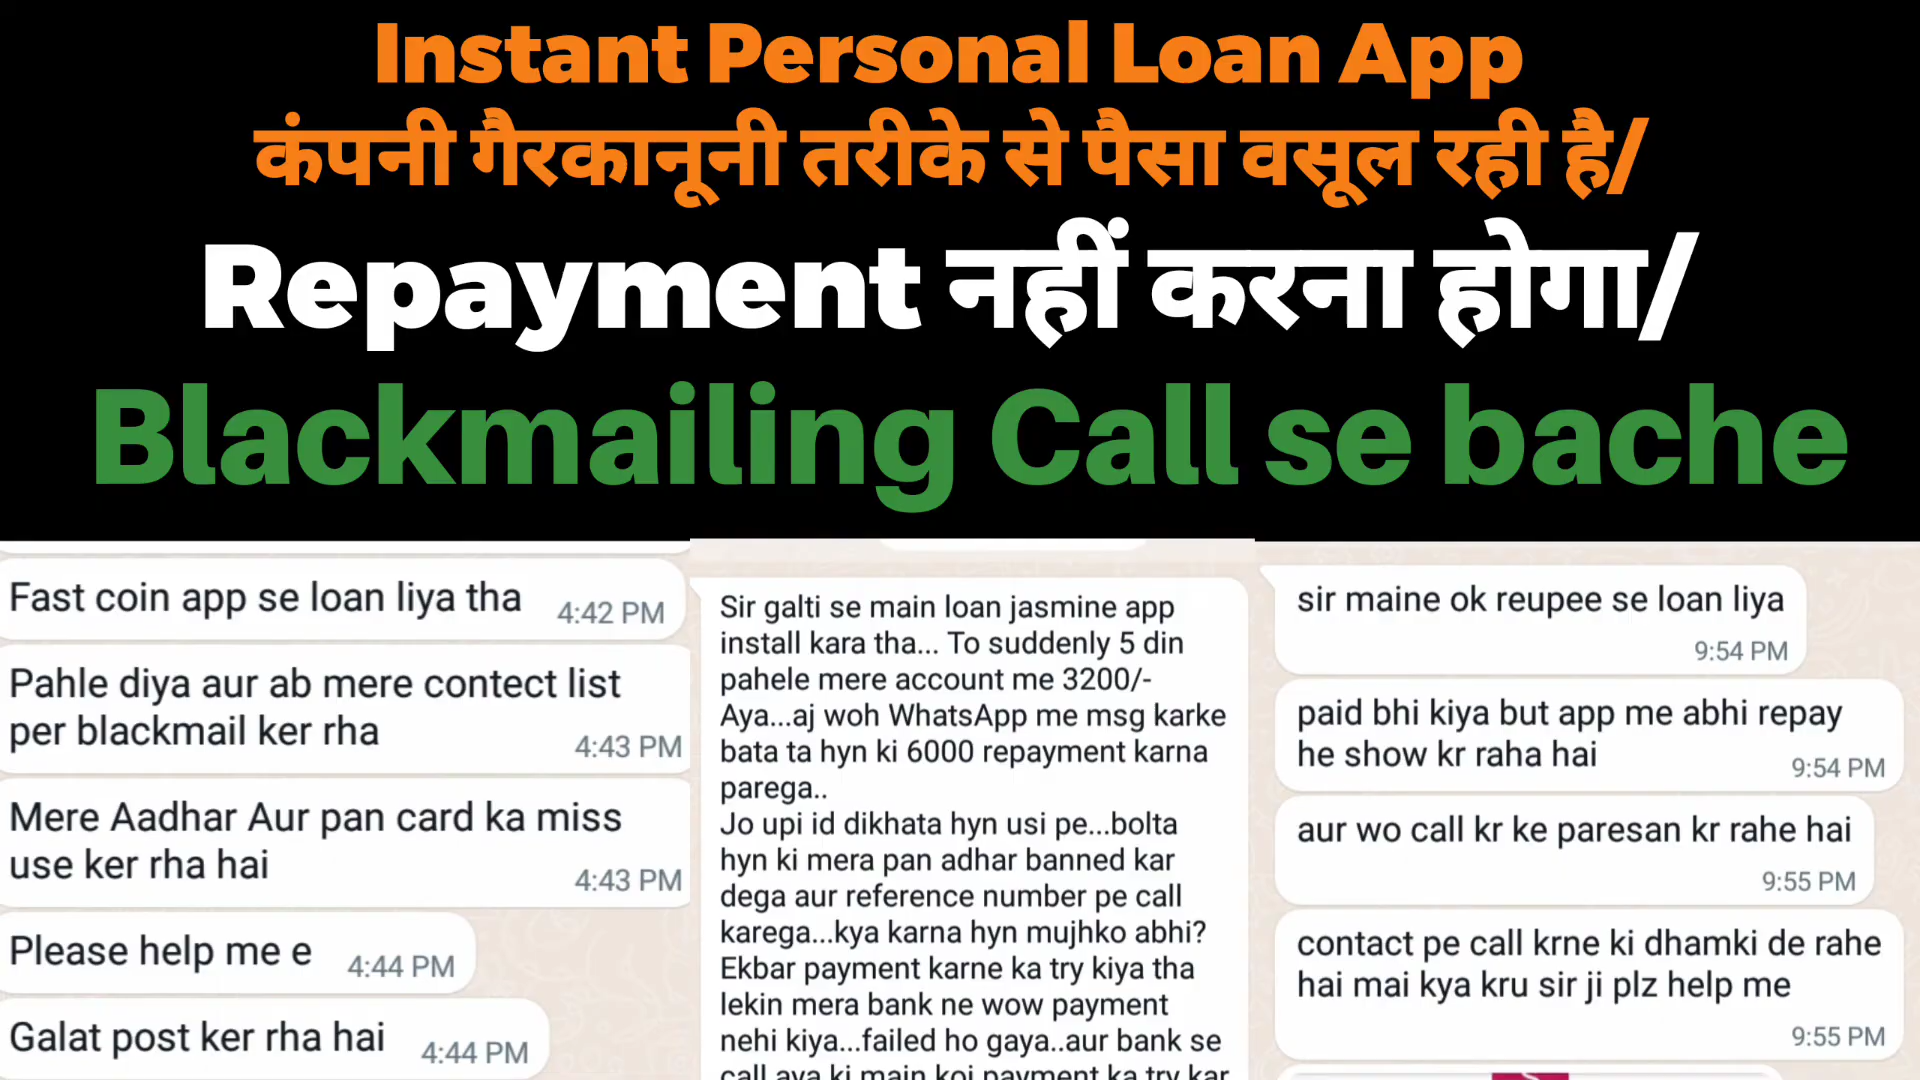 Instant Personal Loan App
कंपनी गैरकानूनी तरीके से पैसा वसूल रही है/
Repayment नहीं करना होगा/
Blackmailing Call se bache
Fast coin app se loan liya tha
4:42 PM
Pahle diya aur ab mere contect list
per blackmail ker rha
4:43 PM
Mere Aadhar Aur pan card ka miss
use ker rha hai
4:43 PM
Please help me e
4:44 PM
Galat post ker rha hai
4:44 PM
Sir galti se main loan jasmine app
install kara tha... To suddenly 5 din
pahele mere account me 3200/-
Aya...aj woh WhatsApp me msg karke
bata ta hyn ki 6000 repayment karna
parega..
Jo upi id dikhata hyn usi pe...bolta
hyn ki mera pan adhar banned kar
dega aur reference number pe call
karega...kya karna hyn mujhko abhi?
Ekbar payment karne ka try kiya tha
lekin mera bank ne wow payment
nehi kiya...failed ho gaya..aur bank se
call aya ki main koi payment ka try kar
sir maine ok reupee se loan liya
9:54 PM
paid bhi kiya but app me abhi repay
he show kr raha hai
9:54 PM
aur wo call kr ke paresan kr rahe hai
9:55 PM
contact pe call krne ki dhamki de rahe
hai mai kya kru sir ji plz help me
9:55 PM